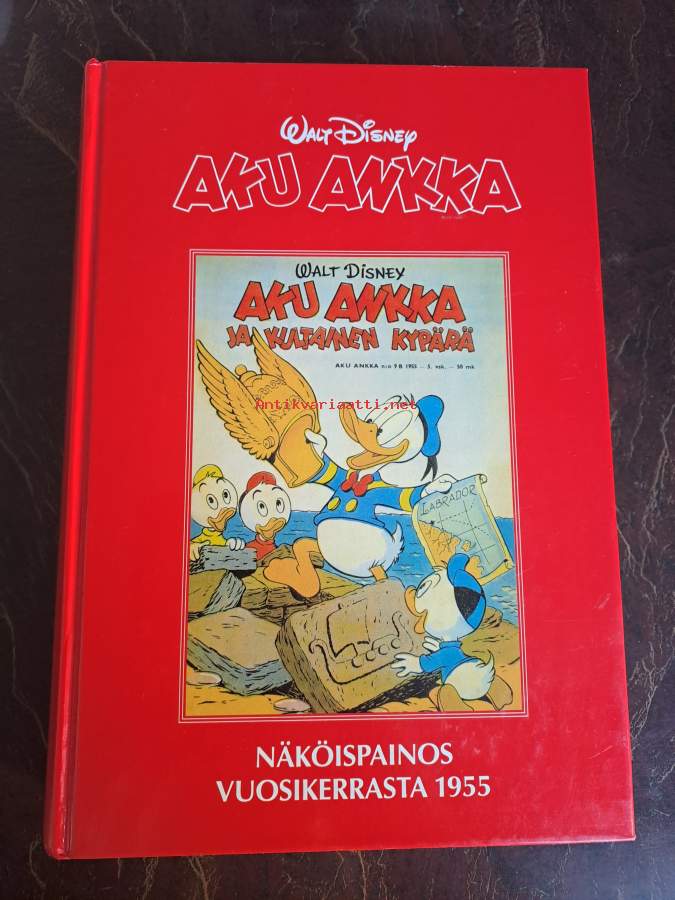 WALT DISNEY
AKU ANKKA
WALT DISNEY
AKU ANKKA
JA KULTAINEN KYPÄRÄ
AKU ANKKA n:o 9 B 1955 — 5. vsk. — 50 mk
Antikvariaatti.net
LABRADOR
NÄKÖISPAINOS
VUOSIKERRASTA 1955